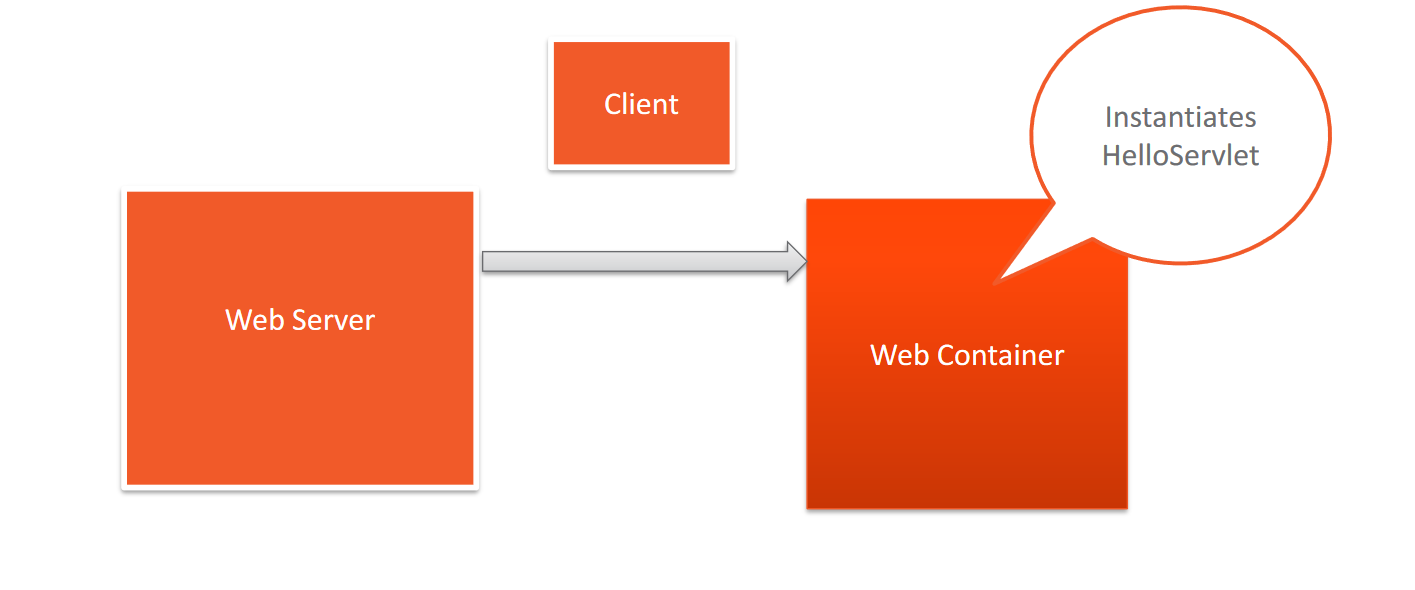 Client
Instantiates
HelloServlet
Web Server
Web Container